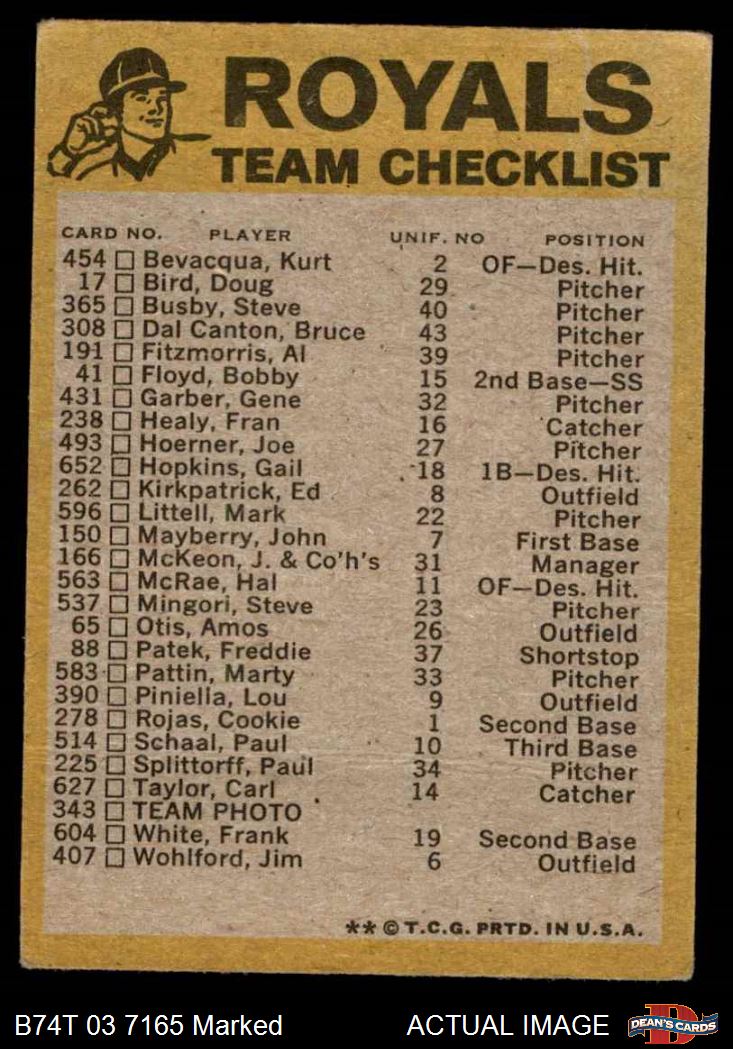 ROYALS
TEAM CHECKLIST
CARD NO. PLAYER UNIF. NO POSITION
454 Bevacqua, Kurt 2 OF—Des. Hit.
17 Bird, Doug 29 Pitcher
365 Busby, Steve 40 Pitcher
308 Dal Canton, Bruce 43 Pitcher
191 Fitzmorris, Al 39 Pitcher
41 Floyd, Bobby 15 2nd Base—SS
431 Garber, Gene 32 Pitcher
238 Healy, Fran 16 Catcher
493 Hoerner, Joe 27 Pitcher
652 Hopkins, Gail 18 1B—Des. Hit.
262 Kirkpatrick, Ed 8 Outfield
596 Littell, Mark 22 Pitcher
150 Mayberry, John 7 First Base
166 McKeon, J. & Co'h's 31 Manager
563 McRae, Hal 11 OF—Des. Hit.
537 Mingori, Steve 23 Pitcher
65 Otis, Amos 26 Outfield
88 Patek, Freddie 37 Shortstop
583 Pattin, Marty 33 Pitcher
390 Piniella, Lou 9 Outfield
278 Rojas, Cookie 1 Second Base
514 Schaal, Paul 10 Third Base
225 Splittorff, Paul 34 Pitcher
627 Taylor, Carl 14 Catcher
343 TEAM PHOTO
604 White, Frank 19 Second Base
407 Wohlford, Jim 6 Outfield
** © T.C.G. PRTD. IN U.S.A.
B74T 03 7165 Marked ACTUAL IMAGE DEAN'S CARDS